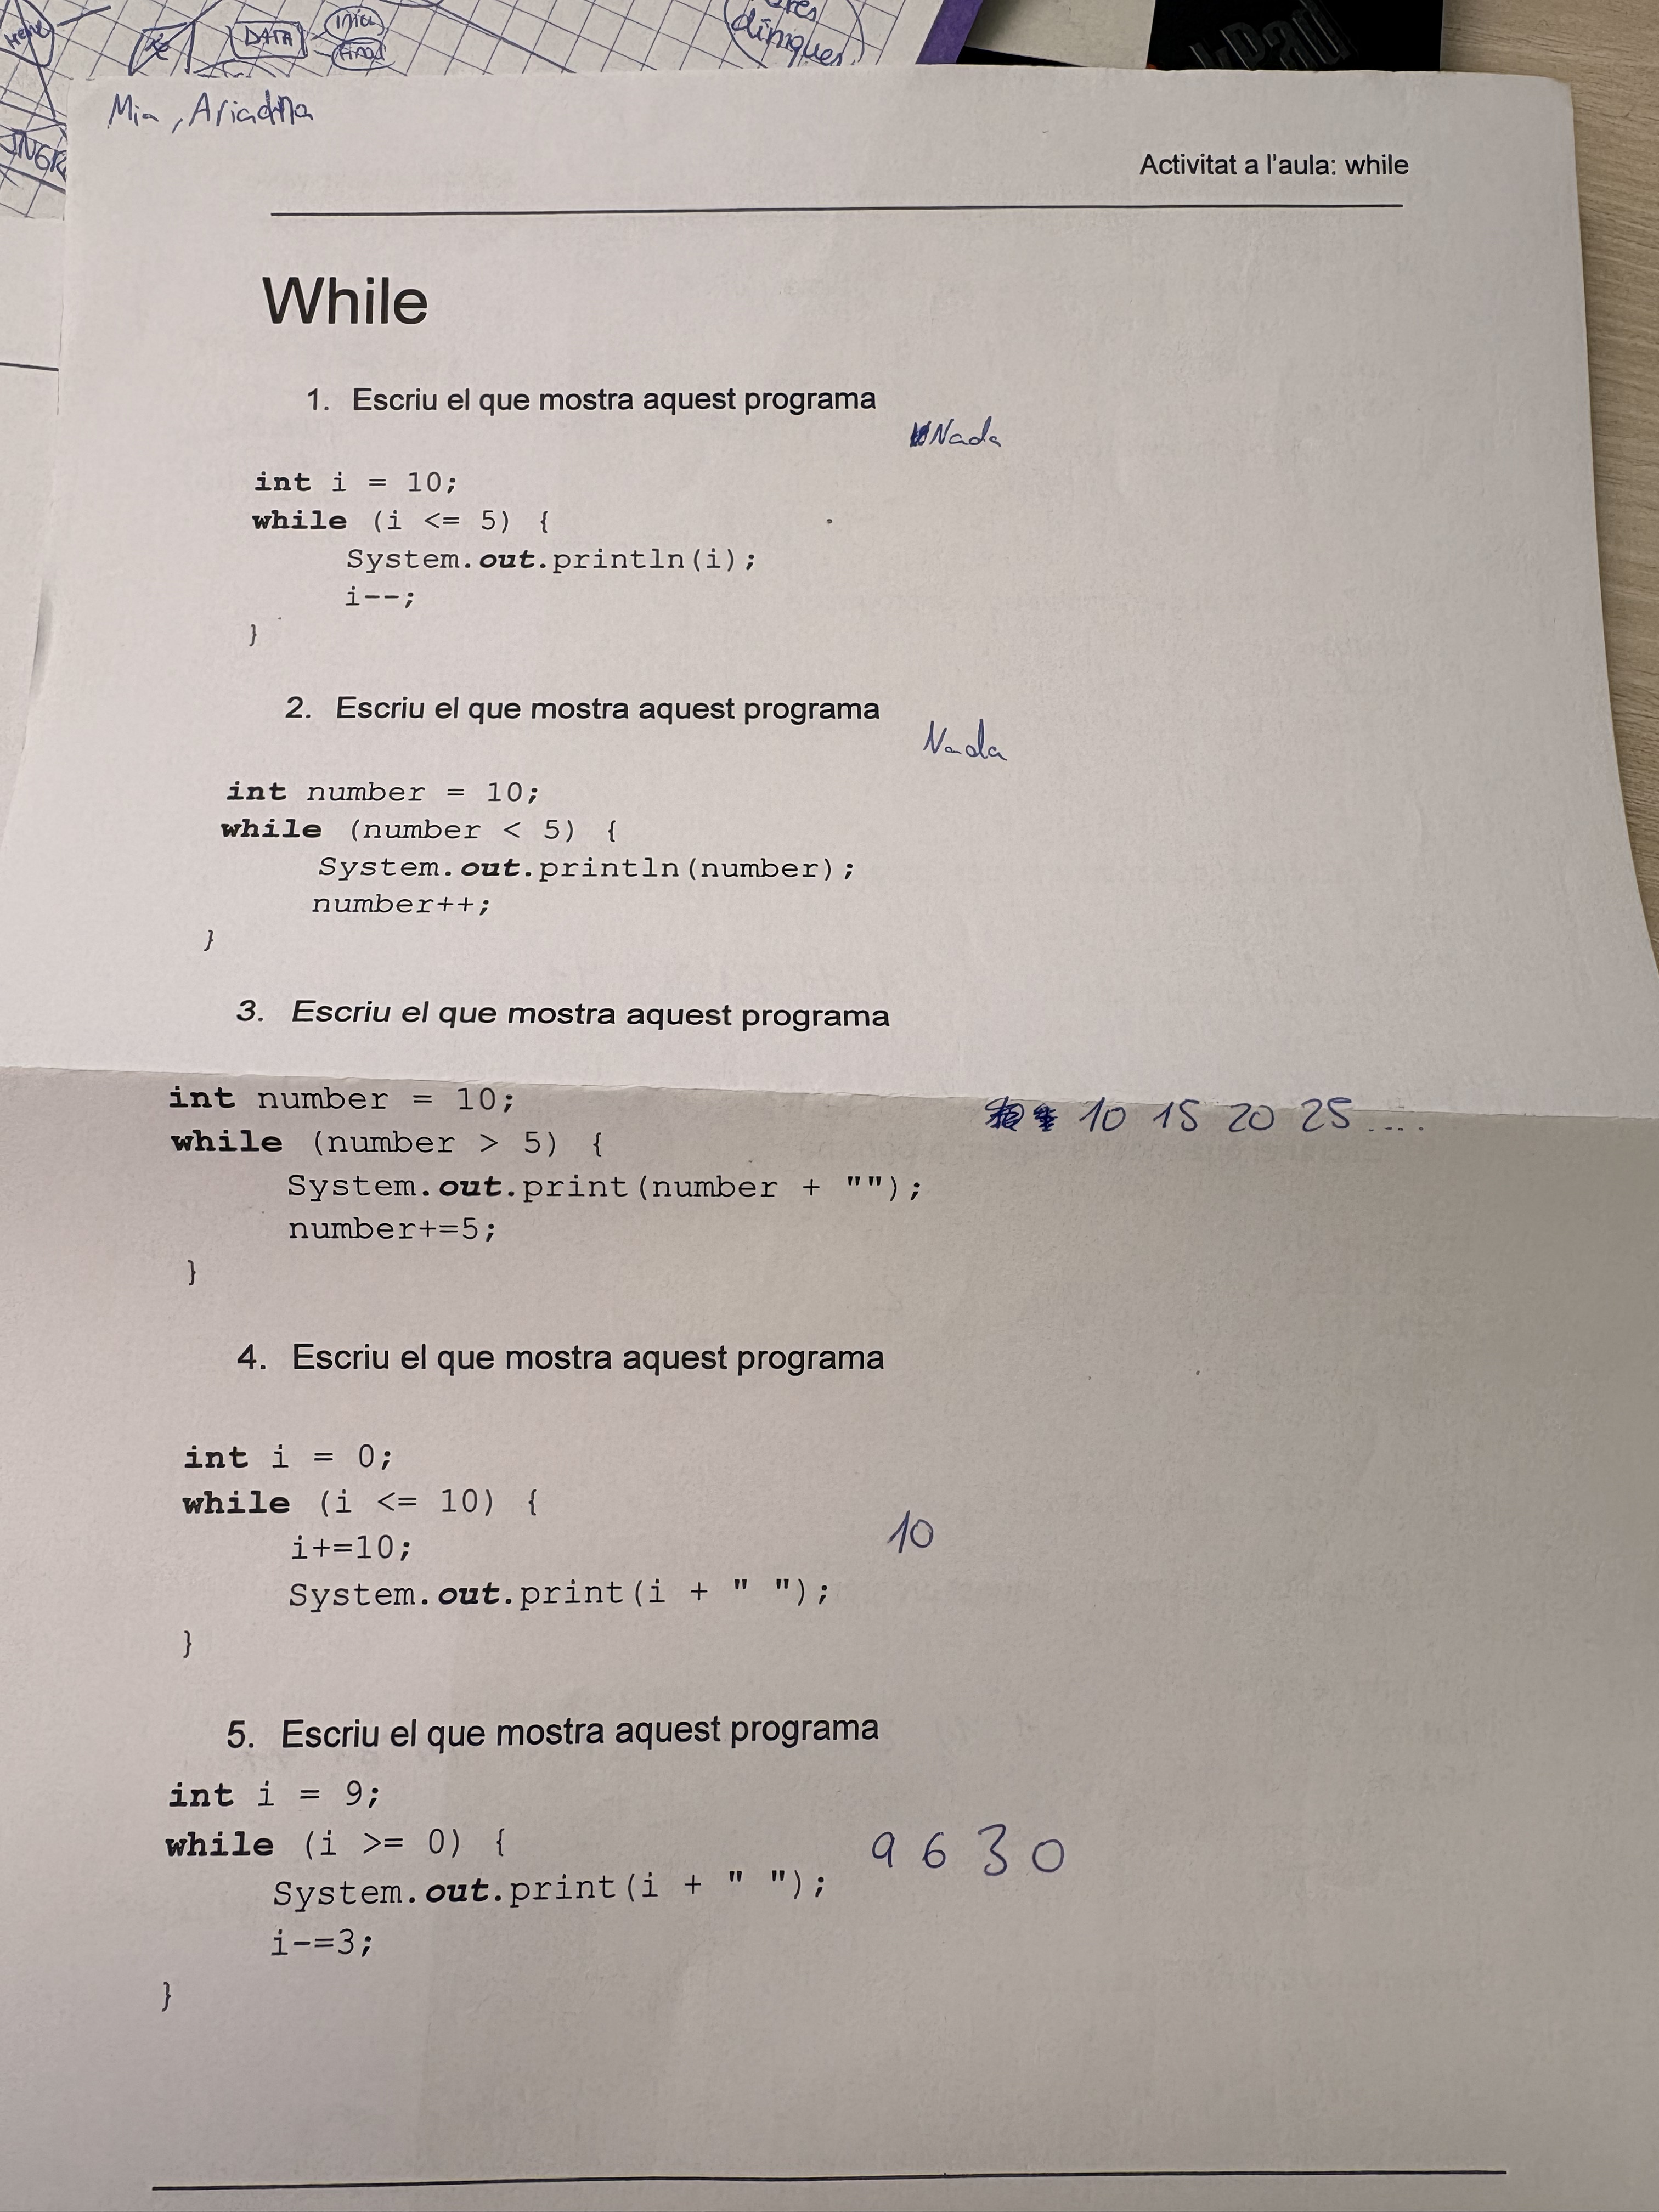 DATA
inici
final
clíniques
kPad
Mia, Ariadna
Activitat a l'aula: while
While
1. Escriu el que mostra aquest programa
Nada
int i = 10;
while (i <= 5) {
System.out.println(i);
i--;
}
2. Escriu el que mostra aquest programa
Nada
int number = 10;
while (number < 5) {
System.out.println(number);
number++;
}
3. Escriu el que mostra aquest programa
int number = 10;
10 15 20 25 ....
while (number > 5) {
System.out.print(number + "");
number+=5;
}
4. Escriu el que mostra aquest programa
int i = 0;
while (i <= 10) {
10
i+=10;
System.out.print(i + " ");
}
5. Escriu el que mostra aquest programa
int i = 9;
while (i >= 0) {
9 6 3 0
System.out.print(i + " ");
i-=3;
}